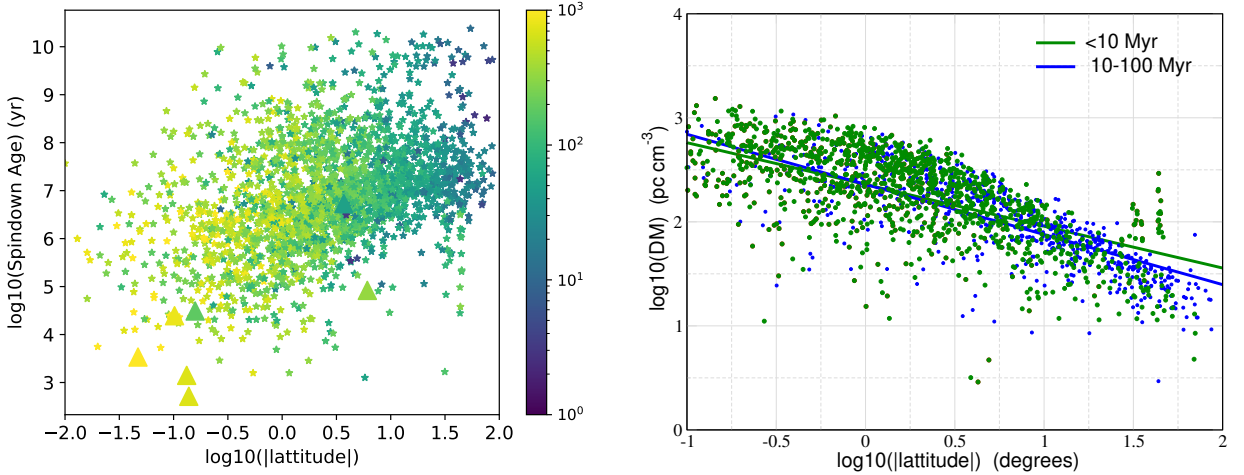 log10(Spindown Age) (yr)
10
9
8
7
6
5
4
3
−2.0 −1.5 −1.0 −0.5 0.0 0.5 1.0 1.5 2.0
log10(|lattitude|)
10^3
10^2
10^1
10^0
log10(DM) (pc cm^-3)
4
3
2
1
0
<10 Myr
10-100 Myr
-1 -0.5 0 0.5 1 1.5 2
log10(|lattitude|) (degrees)